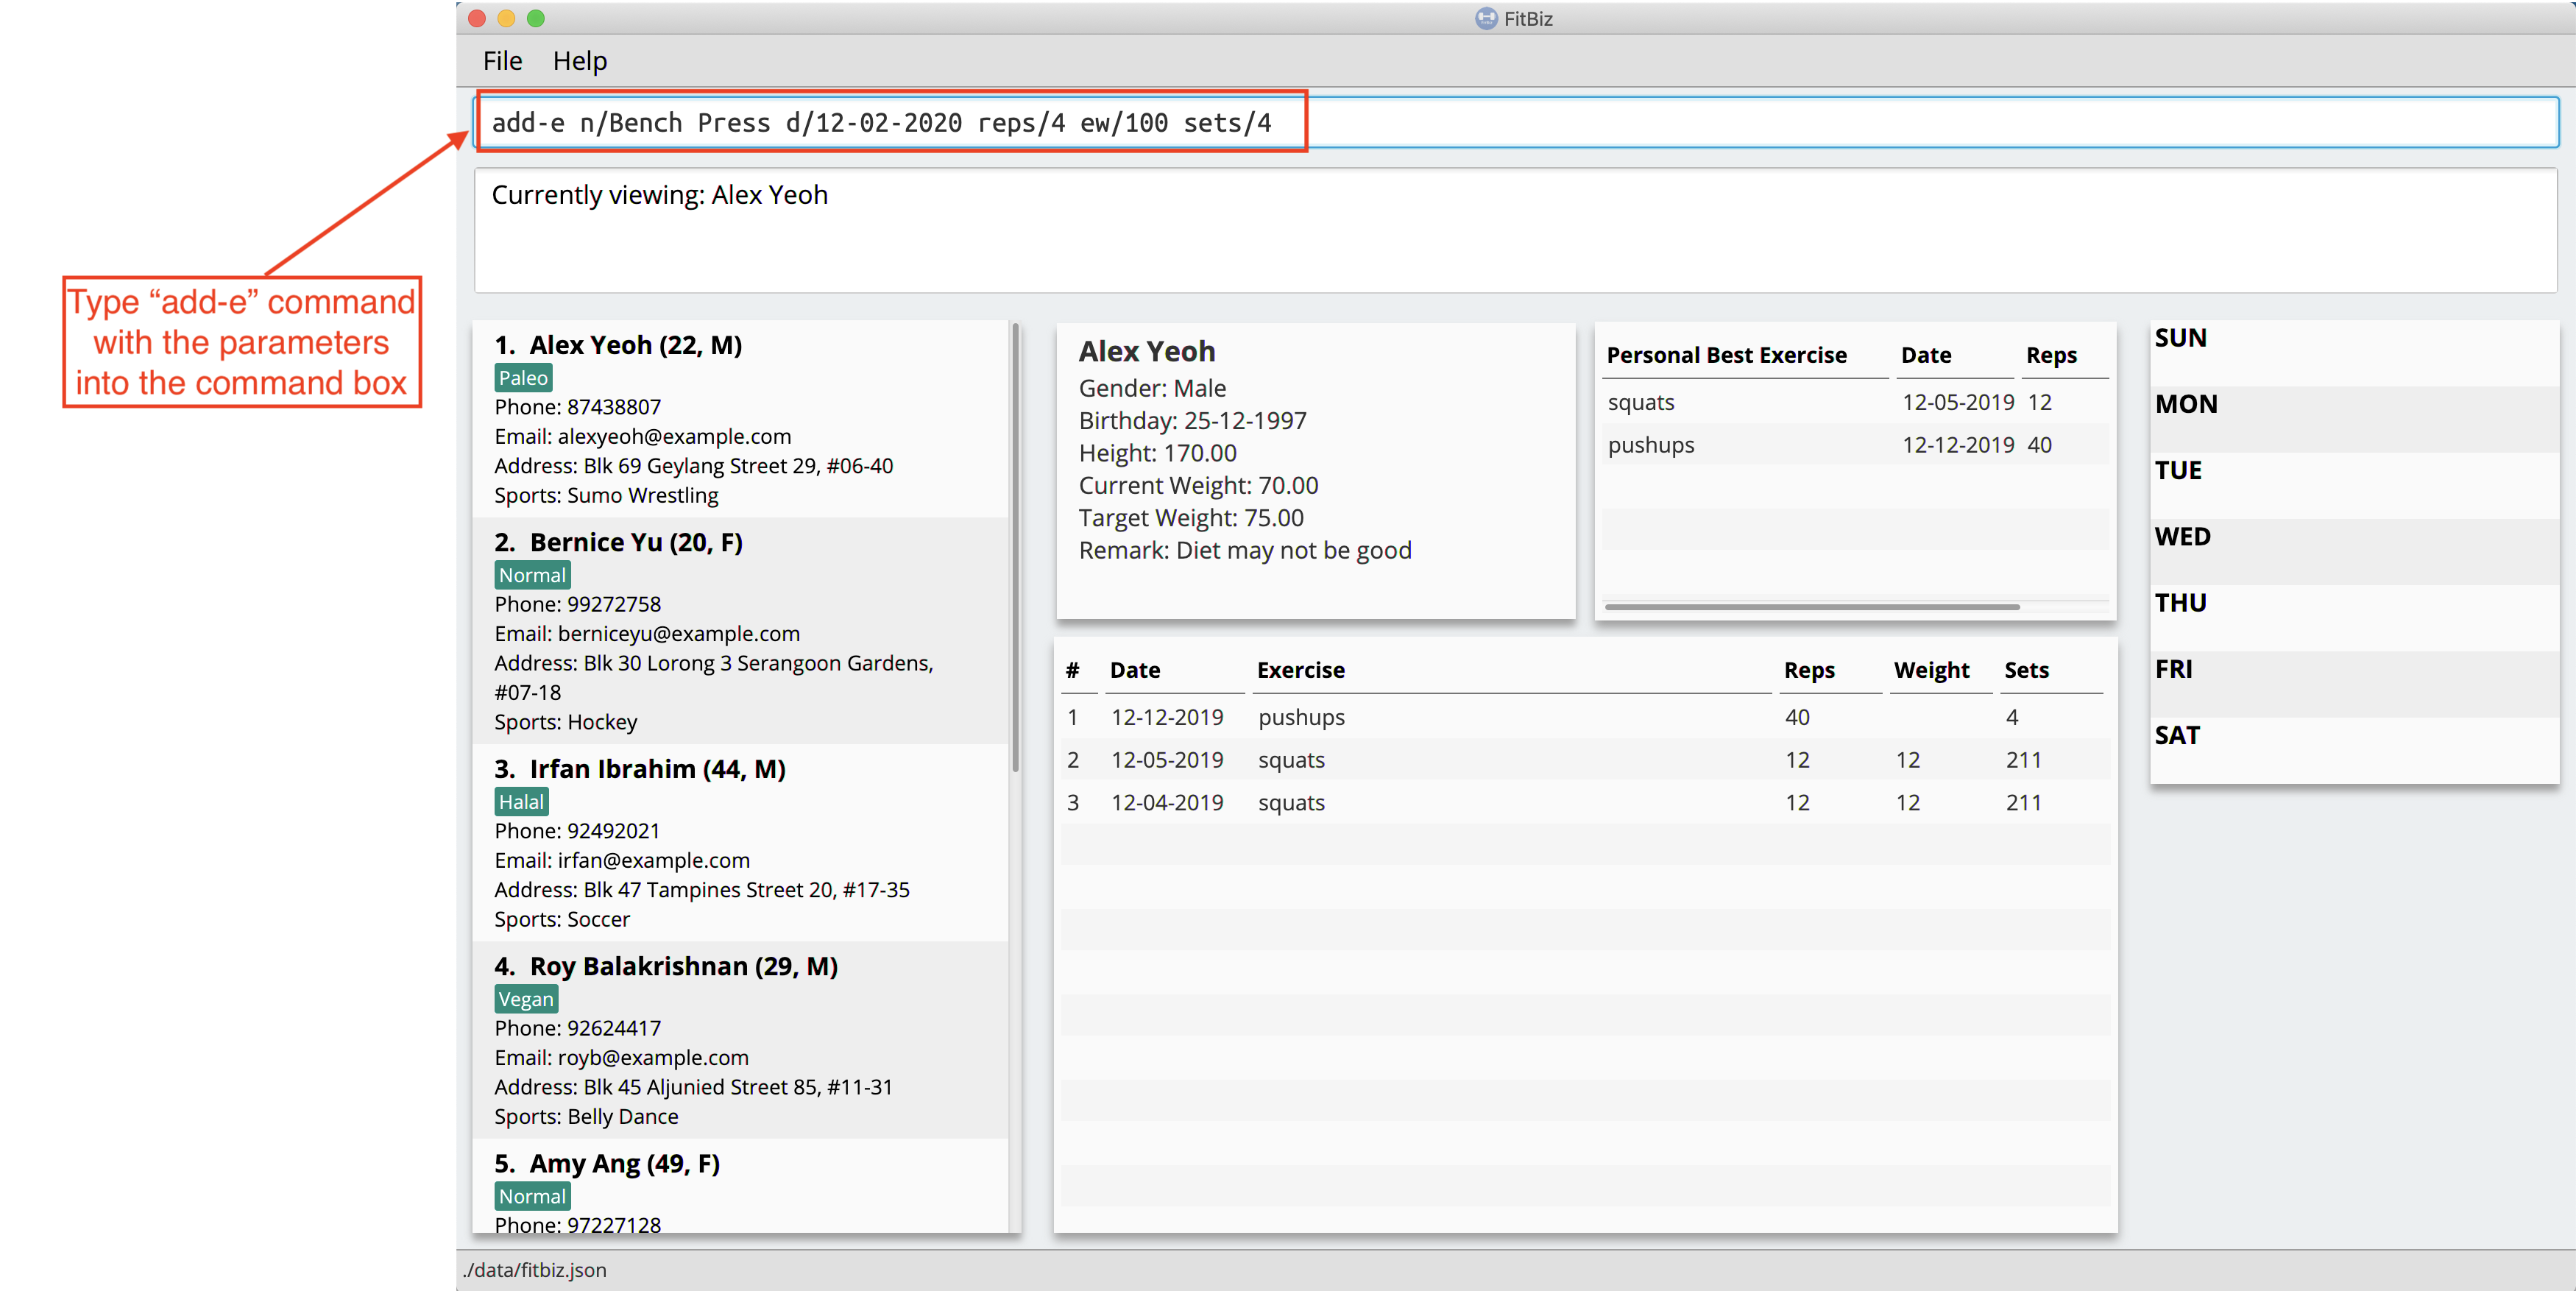 FitBiz
File Help
add-e n/Bench Press d/12-02-2020 reps/4 ew/100 sets/4
Currently viewing: Alex Yeoh
Type “add-e” command
with the parameters
into the command box
1. Alex Yeoh (22, M)
Paleo
Phone: 87438807
Email: alexyeoh@example.com
Address: Blk 69 Geylang Street 29, #06-40
Sports: Sumo Wrestling
2. Bernice Yu (20, F)
Normal
Phone: 99272758
Email: berniceyu@example.com
Address: Blk 30 Lorong 3 Serangoon Gardens,
#07-18
Sports: Hockey
3. Irfan Ibrahim (44, M)
Halal
Phone: 92492021
Email: irfan@example.com
Address: Blk 47 Tampines Street 20, #17-35
Sports: Soccer
4. Roy Balakrishnan (29, M)
Vegan
Phone: 92624417
Email: royb@example.com
Address: Blk 45 Aljunied Street 85, #11-31
Sports: Belly Dance
5. Amy Ang (49, F)
Normal
Phone: 97227128
Alex Yeoh
Gender: Male
Birthday: 25-12-1997
Height: 170.00
Current Weight: 70.00
Target Weight: 75.00
Remark: Diet may not be good
Personal Best Exercise Date Reps
squats 12-05-2019 12
pushups 12-12-2019 40
# Date Exercise Reps Weight Sets
1 12-12-2019 pushups 40 4
2 12-05-2019 squats 12 12 211
3 12-04-2019 squats 12 12 211
SUN
MON
TUE
WED
THU
FRI
SAT
./data/fitbiz.json